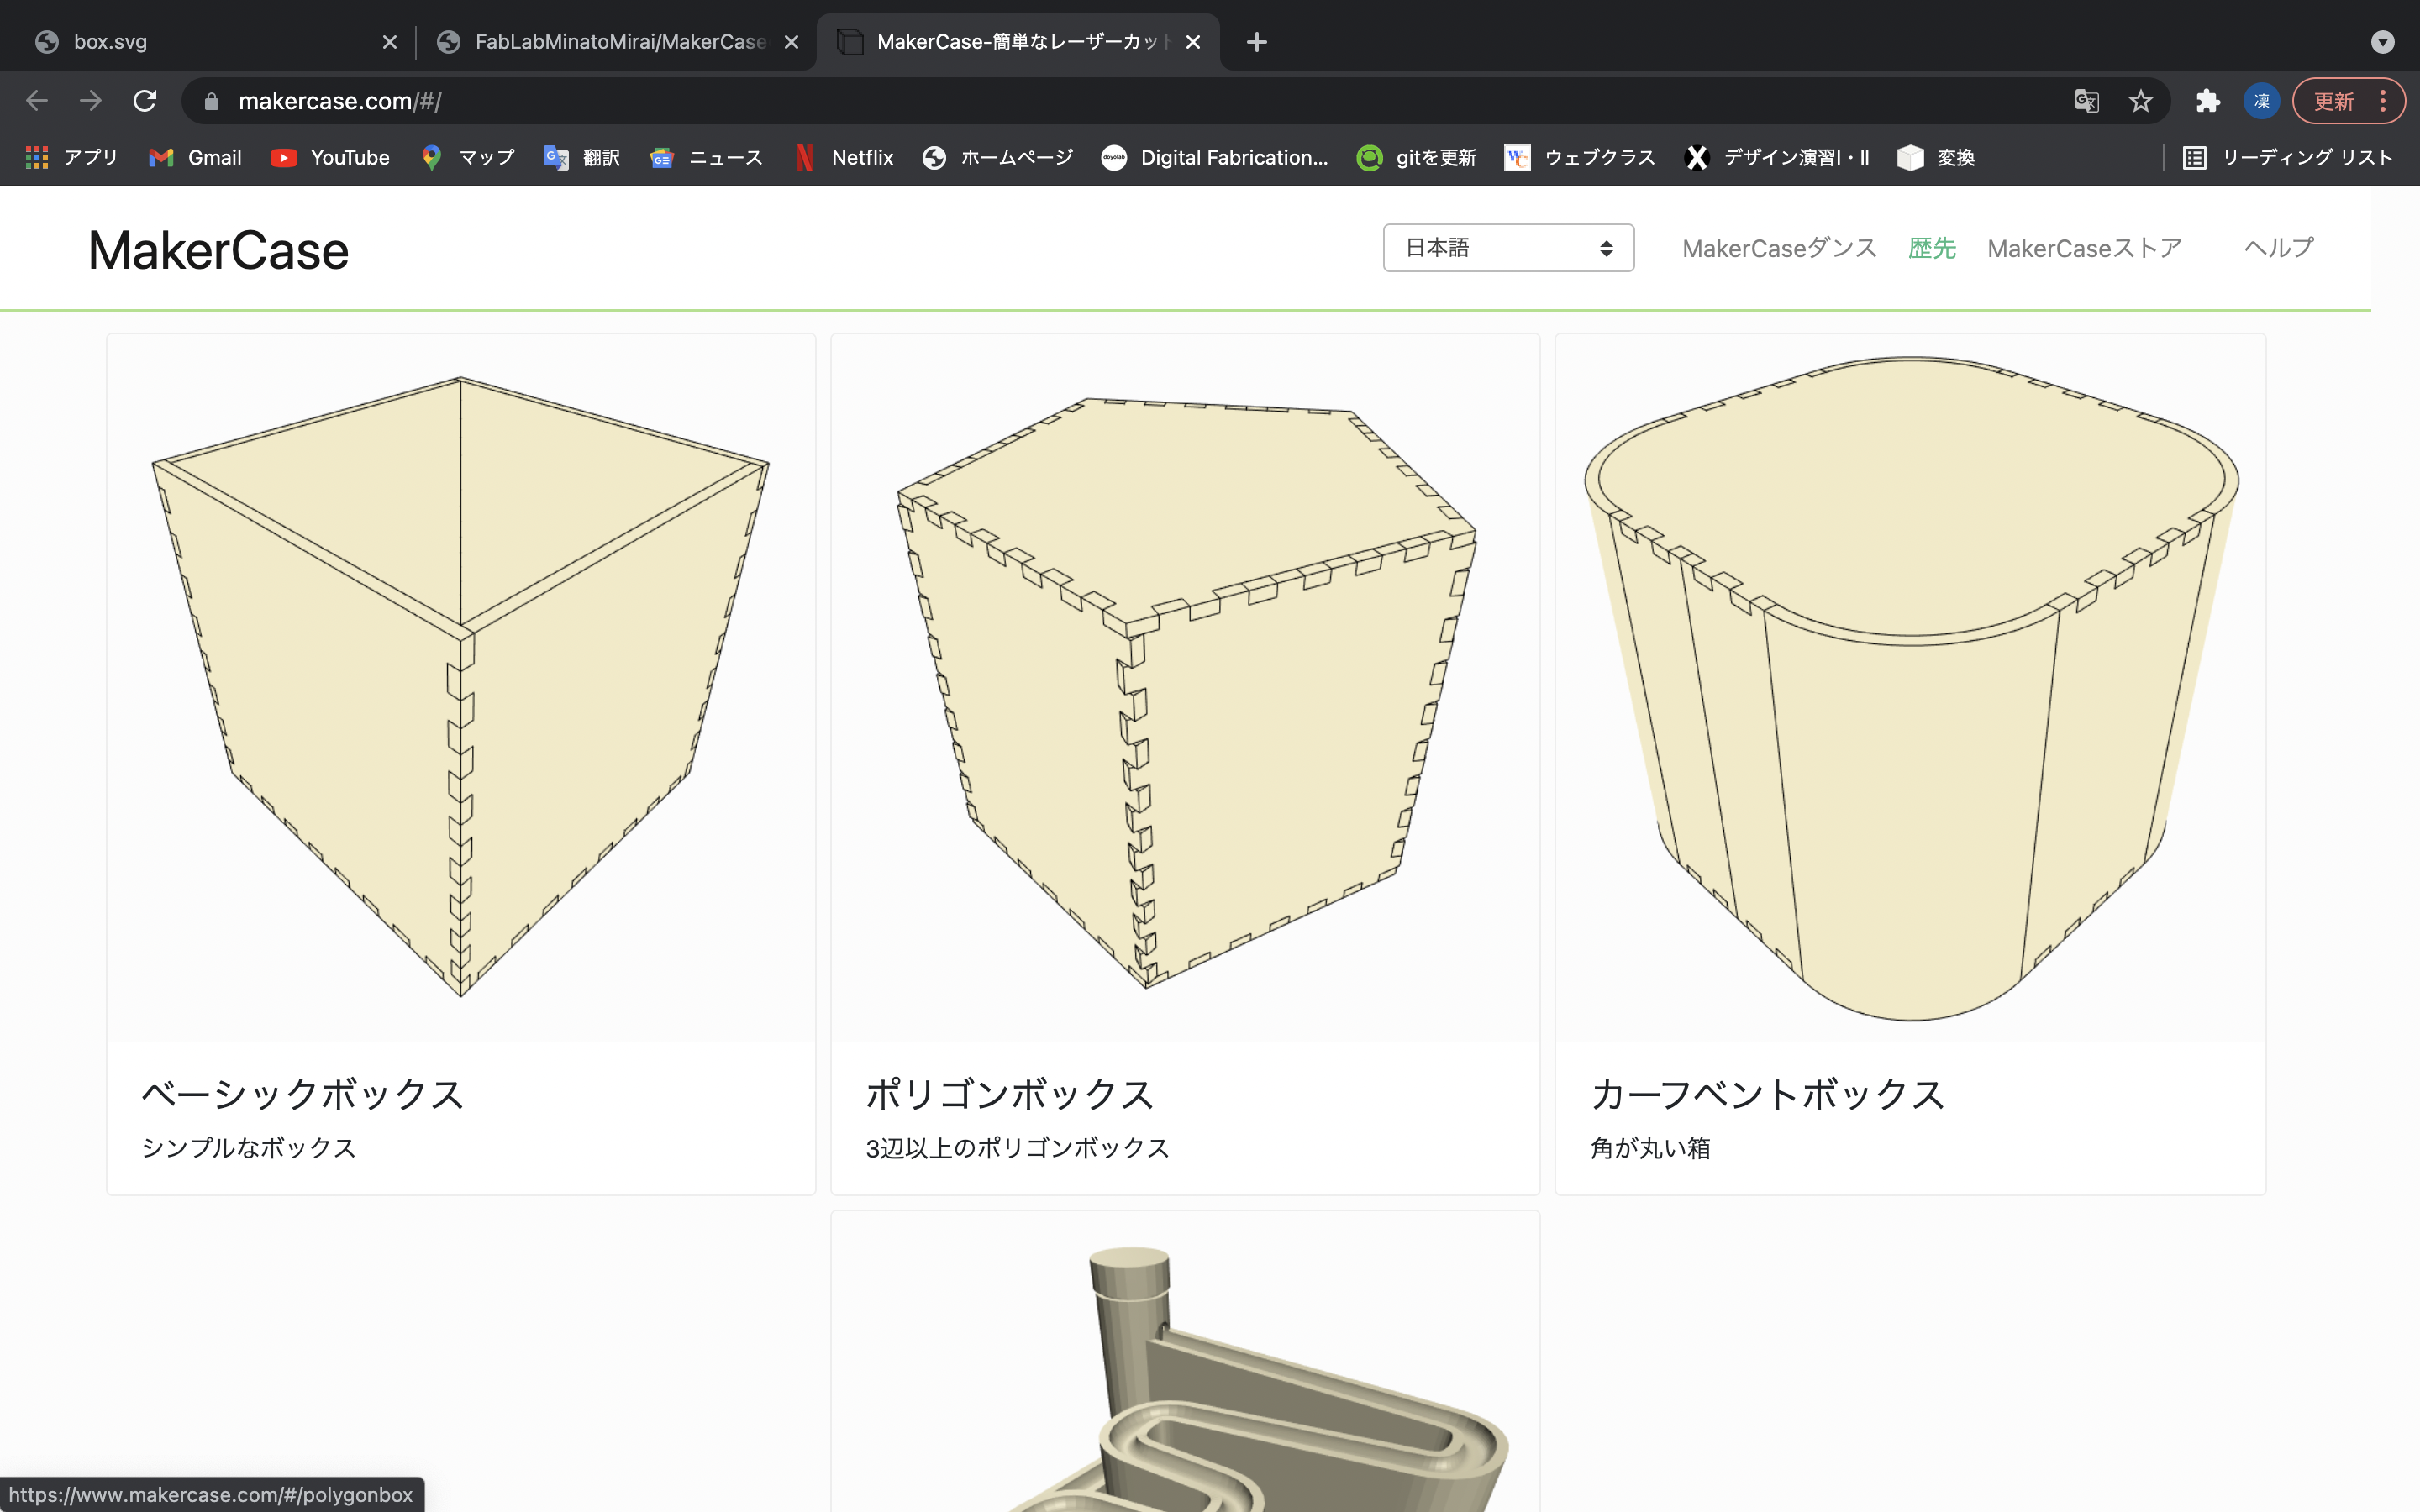 box.svg
FabLabMinatoMirai/MakerCase
MakerCase-簡単なレーザーカット
makercase.com/#/
凜
更新
アプリ
Gmail
YouTube
マップ
翻訳
ニュース
Netflix
ホームページ
doyolab
Digital Fabrication...
gitを更新
ウェブクラス
デザイン演習I・II
変換
リーディング リスト
MakerCase
日本語
MakerCaseダンス
歴先
MakerCaseストア
ヘルプ
ベーシックボックス
シンプルなボックス
ポリゴンボックス
3辺以上のポリゴンボックス
カーフベントボックス
角が丸い箱
https://www.makercase.com/#/polygonbox